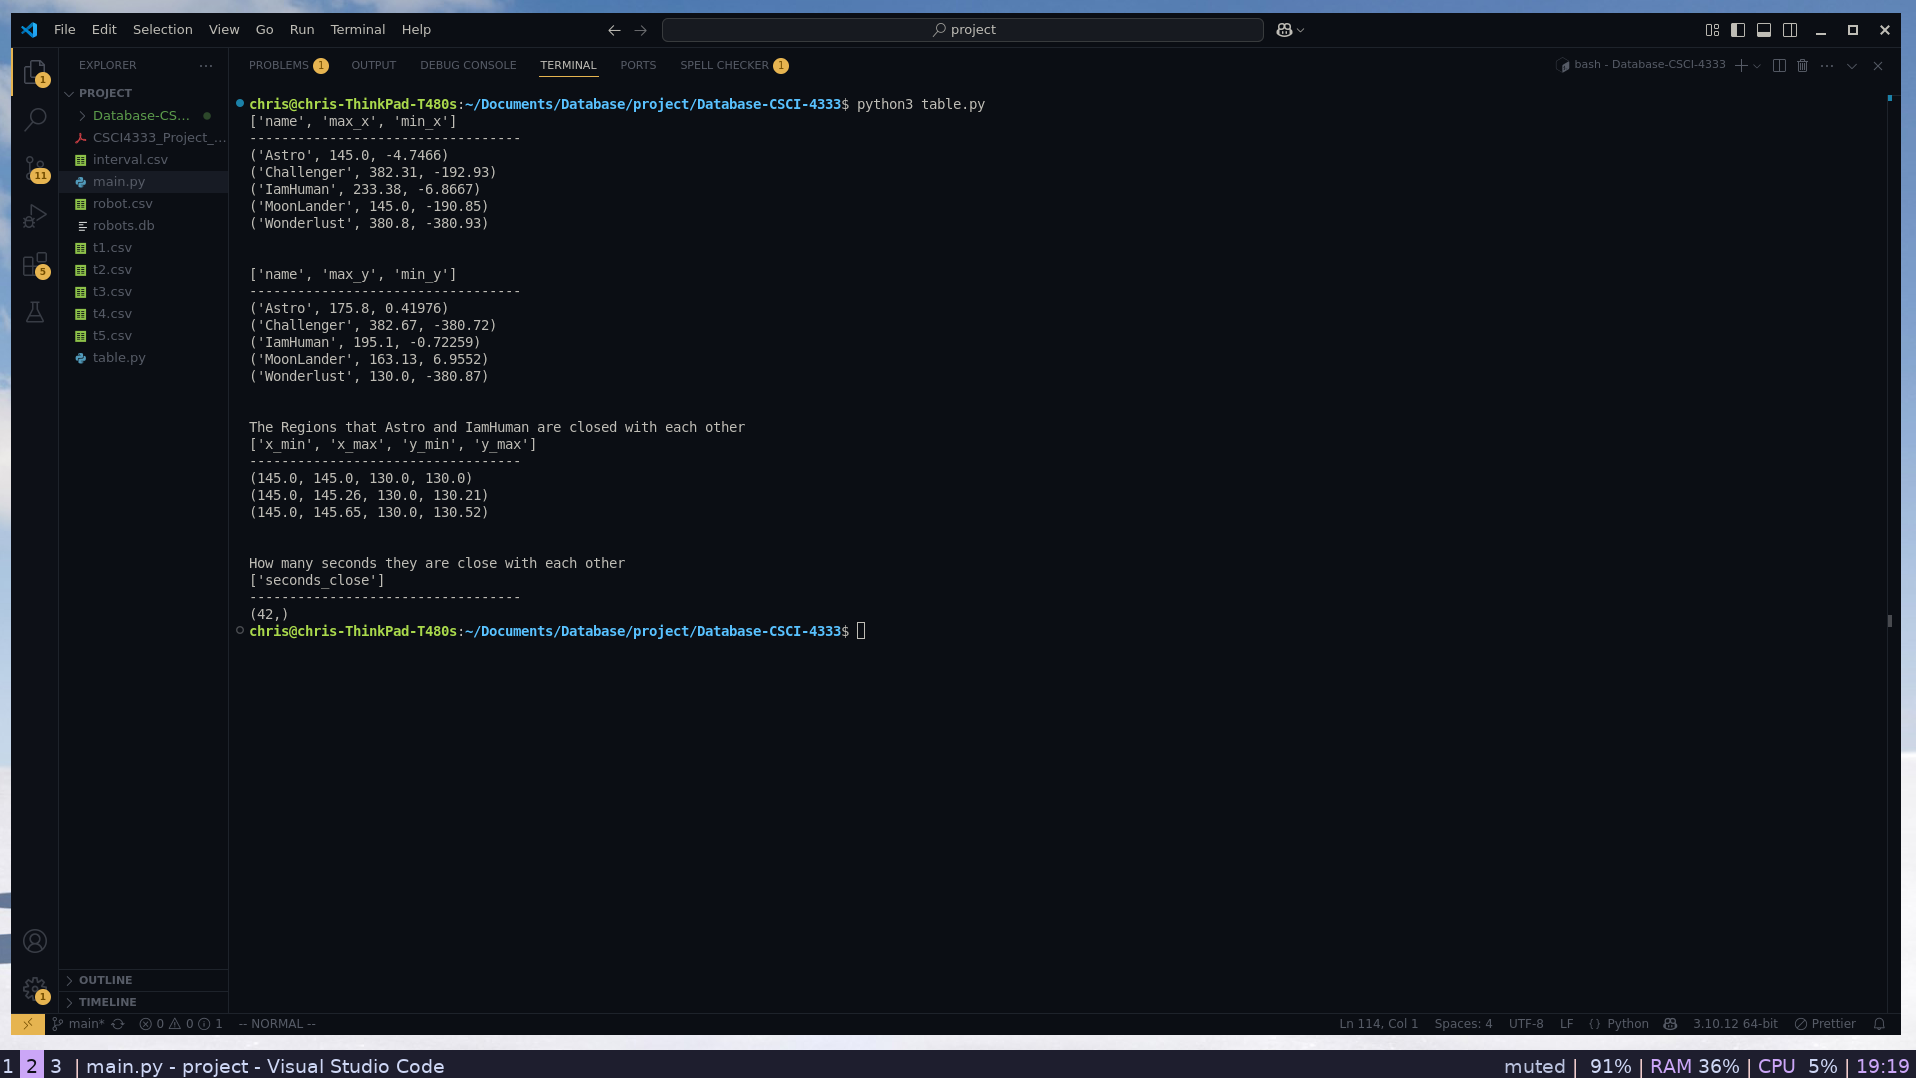 File Edit Selection View Go Run Terminal Help
project
EXPLORER
PROJECT
Database-CS...
CSCI4333_Project_...
interval.csv
main.py
robot.csv
robots.db
t1.csv
t2.csv
t3.csv
t4.csv
t5.csv
table.py
OUTLINE
TIMELINE
1
11
5
1
PROBLEMS 1 OUTPUT DEBUG CONSOLE TERMINAL PORTS SPELL CHECKER 1
bash - Database-CSCI-4333
chris@chris-ThinkPad-T480s:~/Documents/Database/project/Database-CSCI-4333$ python3 table.py
['name', 'max_x', 'min_x']
----------------------------------
('Astro', 145.0, -4.7466)
('Challenger', 382.31, -192.93)
('IamHuman', 233.38, -6.8667)
('MoonLander', 145.0, -190.85)
('Wonderlust', 380.8, -380.93)
['name', 'max_y', 'min_y']
----------------------------------
('Astro', 175.8, 0.41976)
('Challenger', 382.67, -380.72)
('IamHuman', 195.1, -0.72259)
('MoonLander', 163.13, 6.9552)
('Wonderlust', 130.0, -380.87)
The Regions that Astro and IamHuman are closed with each other
['x_min', 'x_max', 'y_min', 'y_max']
----------------------------------
(145.0, 145.0, 130.0, 130.0)
(145.0, 145.26, 130.0, 130.21)
(145.0, 145.65, 130.0, 130.52)
How many seconds they are close with each other
['seconds_close']
----------------------------------
(42,)
chris@chris-ThinkPad-T480s:~/Documents/Database/project/Database-CSCI-4333$
main* 0 0 1 -- NORMAL --
Ln 114, Col 1 Spaces: 4 UTF-8 LF Python 3.10.12 64-bit Prettier
1 2 3 | main.py - project - Visual Studio Code
muted | 91% | RAM 36% | CPU 5% | 19:19